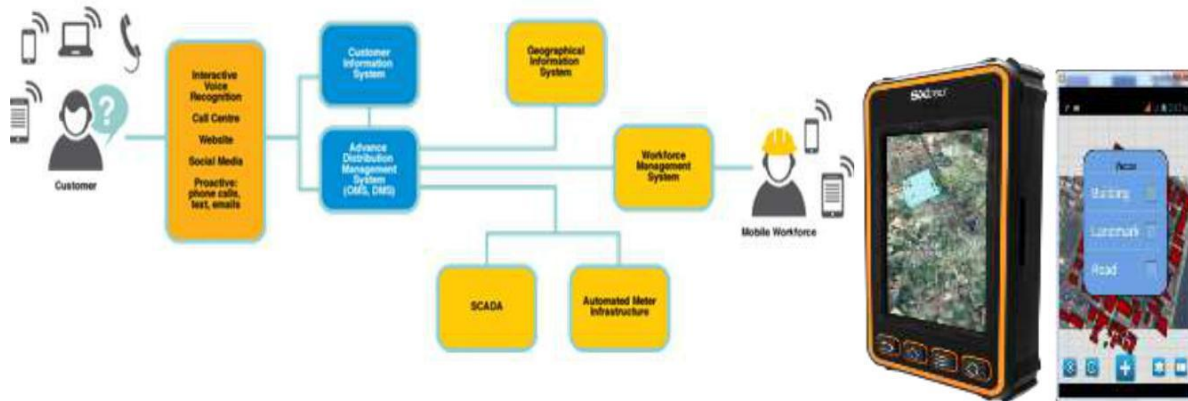 Customer
Interactive
Voice
Recognition
Call Centre
Website
Social Media
Proactive:
phone calls,
text, emails
Customer
Information
System
Advance
Distribution
Management
System
(OMS, DMS)
Geographical
Information
System
Workforce
Management
System
SCADA
Automated Meter
Infrastructure
Mobile Workforce
Building
Landmark
Road